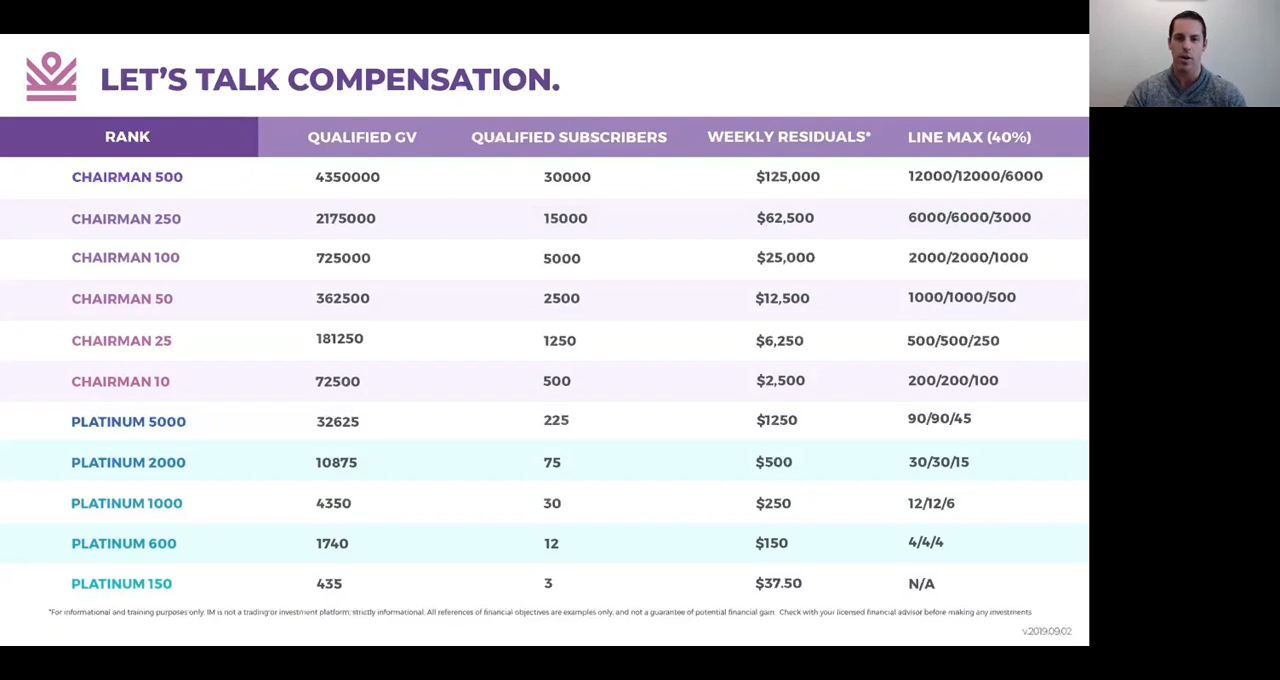 LET'S TALK COMPENSATION.
RANK QUALIFIED GV QUALIFIED SUBSCRIBERS WEEKLY RESIDUALS* LINE MAX (40%)
CHAIRMAN 500 4350000 30000 $125,000 12000/12000/6000
CHAIRMAN 250 2175000 15000 $62,500 6000/6000/3000
CHAIRMAN 100 725000 5000 $25,000 2000/2000/1000
CHAIRMAN 50 362500 2500 $12,500 1000/1000/500
CHAIRMAN 25 181250 1250 $6,250 500/500/250
CHAIRMAN 10 72500 500 $2,500 200/200/100
PLATINUM 5000 32625 225 $1250 90/90/45
PLATINUM 2000 10875 75 $500 30/30/15
PLATINUM 1000 4350 30 $250 12/12/6
PLATINUM 600 1740 12 $150 4/4/4
PLATINUM 150 435 3 $37.50 N/A
*For informational and training purposes only. IM is not a trading or investment platform, strictly informational. All references of financial objectives are examples only, and not a guarantee of potential financial gain. Check with your licensed financial advisor before making any investments
v.2019.09.02